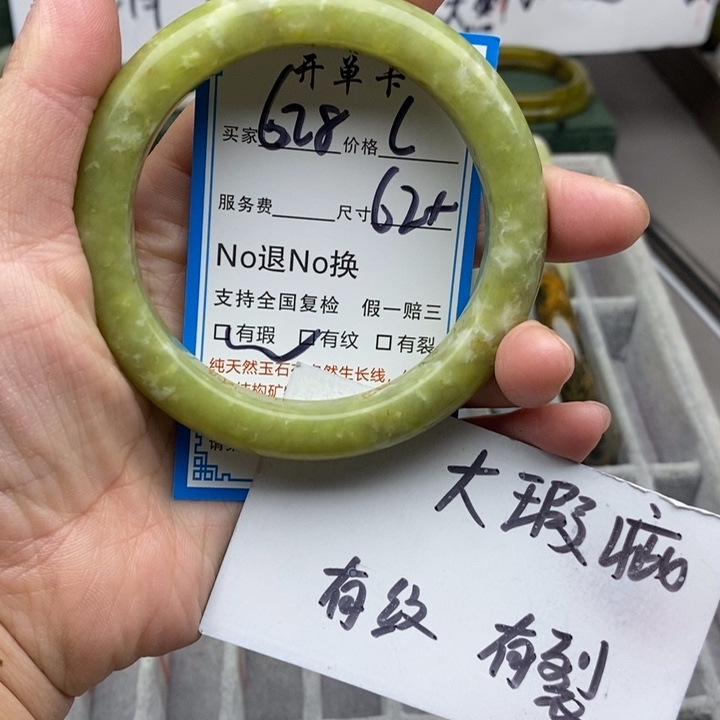 开单卡
买家 628 价格 L
服务费 尺寸 62+
No退No换
支持全国复检 假一赔三
□有瑕 □有纹 □有裂
纯天然玉石
大瑕疵
有纹 有裂